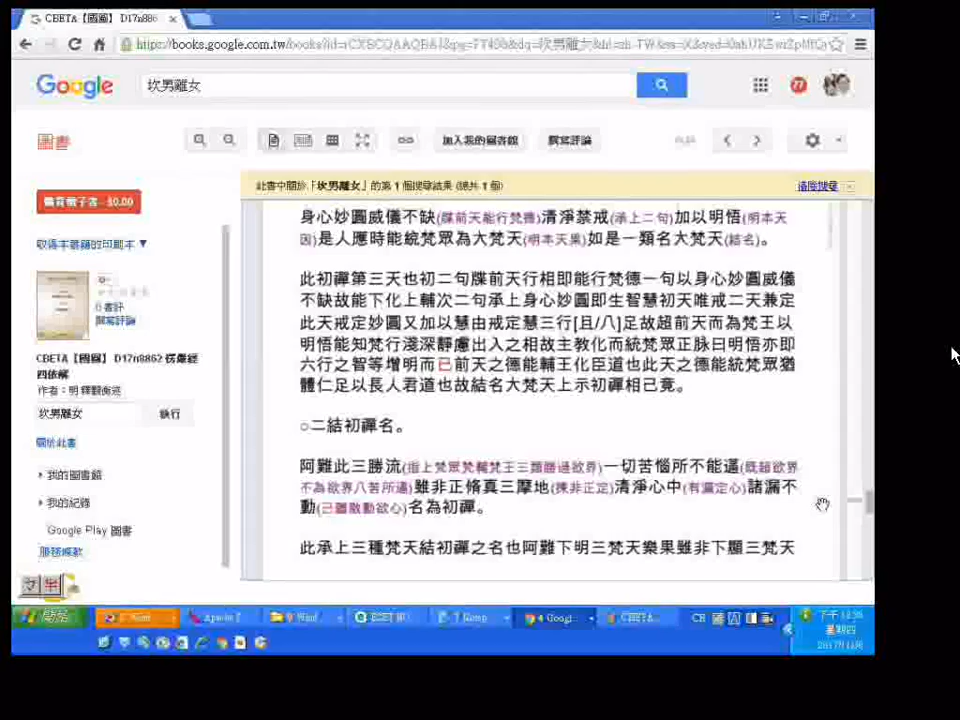 CBETA【國圖】D17n886
Google
坎男離女
圖書
加入我的圖書館
撰寫評論
此書中關於「坎男離女」的第 1 個搜尋結果 (總共 1 個)
清除搜尋
購買電子書 - $0.00
取得本書籍的印刷本 ▼
0 書評
撰寫評論
CBETA【國圖】D17n8862 楞嚴經
四依解
坎男離女
執行
關於此書
我的圖書館
我的紀錄
Google Play 圖書
服務條款
身心妙圓威儀不缺(牒前天能行梵德)清淨禁戒(承上二句)加以明悟(明本天
因)是人應時能統梵眾為大梵天(明本天果)如是一類名大梵天(結名)。
此初禪第三天也初二句牒前天行相即能行梵德一句以身心妙圓威儀
不缺故能下化上輔次二句承上身心妙圓即生智慧初天唯戒二天兼定
此天戒定妙圓又加以慧由戒定慧三行[且/八]足故超前天而為梵王以
明悟能知梵行淺深靜慮出入之相故主教化而統梵眾正脉曰明悟亦即
六行之智等增明而已前天之德能輔王化臣道也此天之德能統梵眾猶
體仁足以長人君道也故結名大梵天上示初禪相已竟。
○二結初禪名。
阿難此三勝流(指上梵眾梵輔梵王三類勝過欲界)一切苦惱所不能逼(既超欲界
不為欲界八苦所逼)雖非正脩真三摩地(揀非正定)清淨心中(有漏定心)諸漏不
動(已離散動欲心)名為初禪。
此承上三種梵天結初禪之名也阿難下明三梵天樂果雖非下顯三梵天
CH